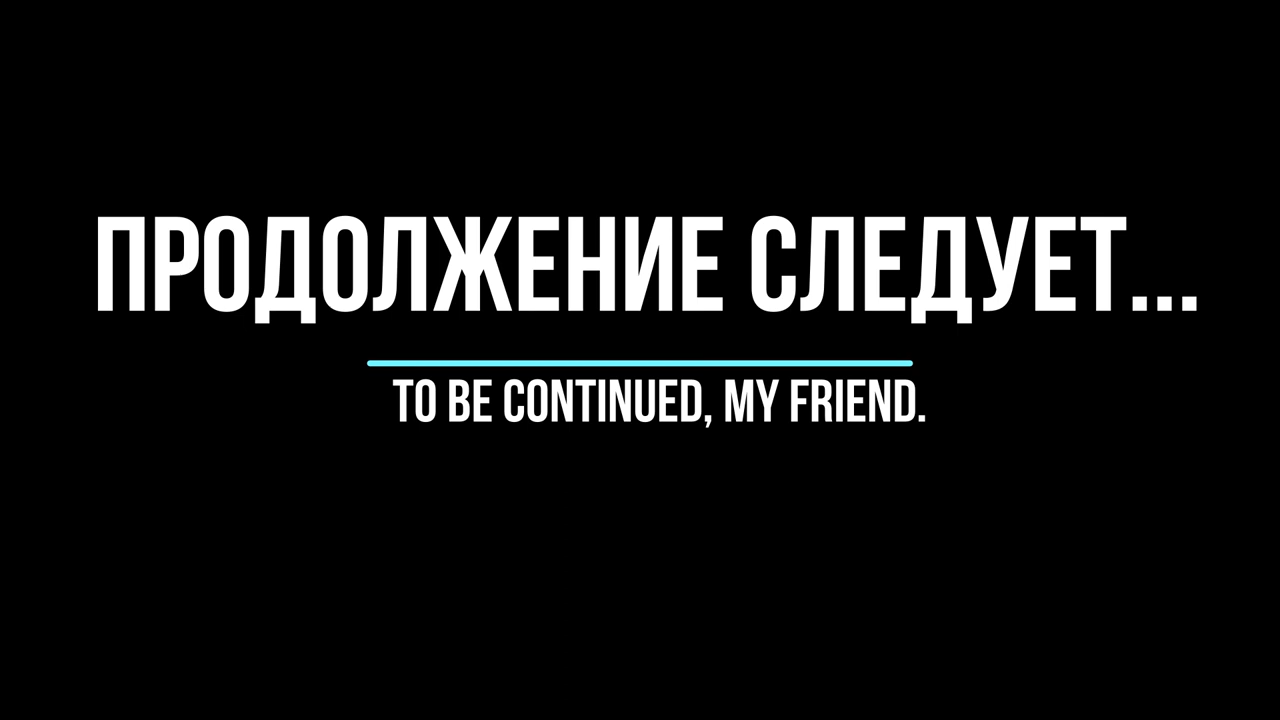 ПРОДОЛЖЕНИЕ СЛЕДУЕТ...
TO BE CONTINUED, MY FRIEND.